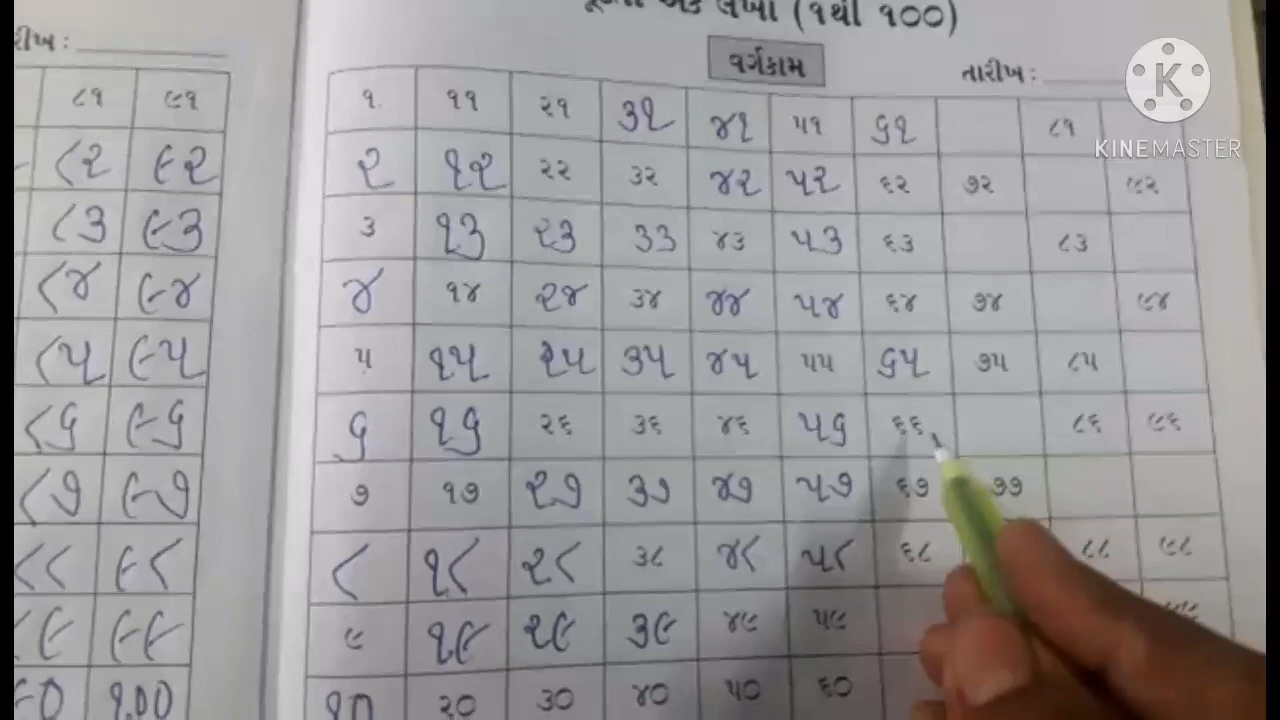 અંક લખો (૧થી ૧૦૦)
વર્ગકામ
તારીખ :
KINEMASTER
૮૧ ૯૧
૮૨ ૯૨
૮૩ ૯૩
૮૪ ૯૪
૮૫ ૯૫
૮૬ ૯૬
૮૭ ૯૭
૮૮ ૯૮
૮૯ ૯૯
૯૦ ૧૦૦
૧ ૧૧ ૨૧ ૩૧ ૪૧ ૫૧ ૬૧ ૮૧
૨ ૧૨ ૨૨ ૩૨ ૪૨ ૫૨ ૬૨ ૭૨ ૯૨
૩ ૧૩ ૨૩ ૩૩ ૪૩ ૫૩ ૬૩ ૮૩
૪ ૧૪ ૨૪ ૩૪ ૪૪ ૫૪ ૬૪ ૭૪ ૯૪
૫ ૧૫ ૨૫ ૩૫ ૪૫ ૫૫ ૬૫ ૭૫ ૮૫
૬ ૧૬ ૨૬ ૩૬ ૪૬ ૫૬ ૬૬ ૮૬ ૯૬
૭ ૧૭ ૨૭ ૩૭ ૪૭ ૫૭ ૬૭ ૭૭
૮ ૧૮ ૨૮ ૩૮ ૪૮ ૫૮ ૬૮ ૮૮ ૯૮
૯ ૧૯ ૨૯ ૩૯ ૪૯ ૫૯
૧૦ ૨૦ ૩૦ ૪૦ ૫૦ ૬૦